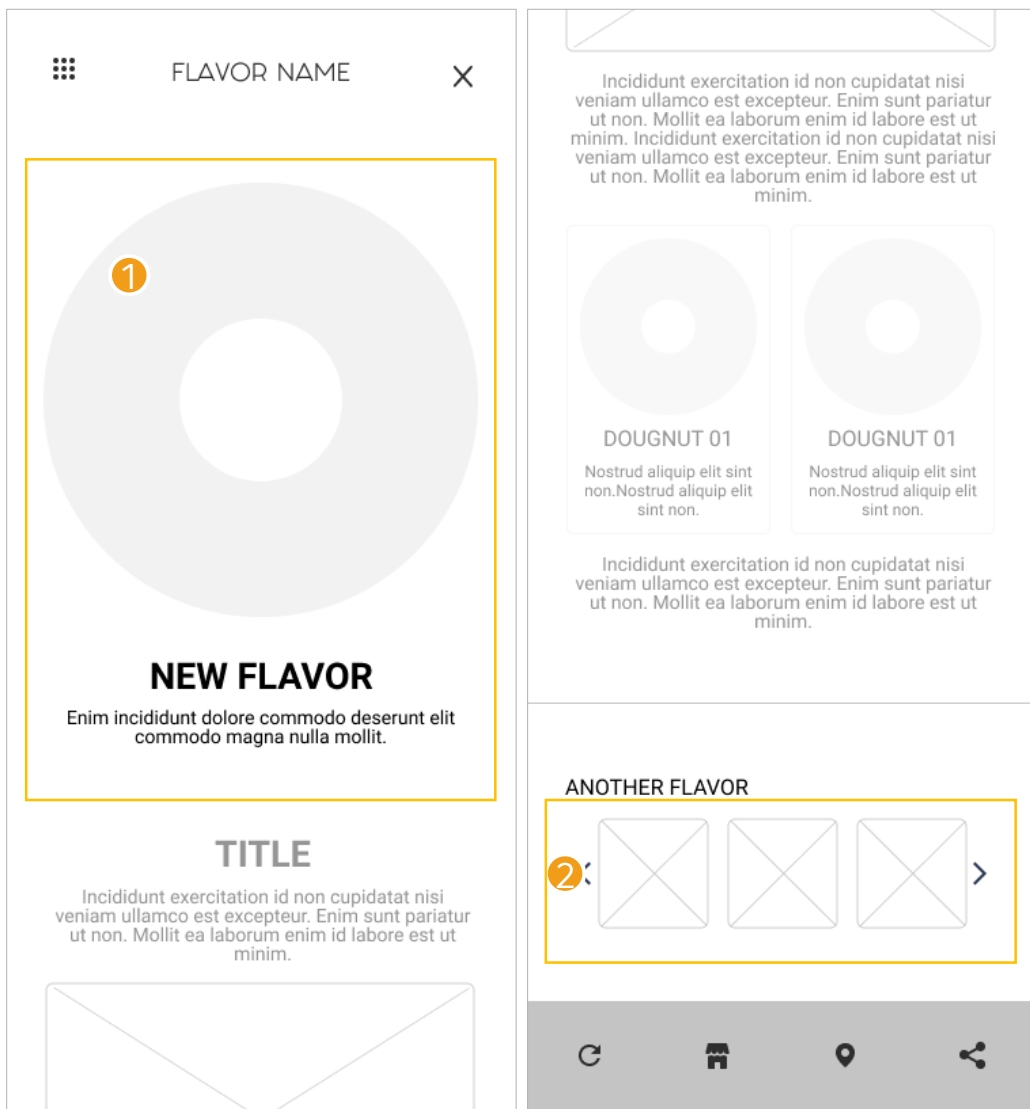 FLAVOR NAME
1
NEW FLAVOR
Enim incididunt dolore commodo deserunt elit
commodo magna nulla mollit.
TITLE
Incididunt exercitation id non cupidatat nisi
veniam ullamco est excepteur. Enim sunt pariatur
ut non. Mollit ea laborum enim id labore est ut
minim.
Incididunt exercitation id non cupidatat nisi
veniam ullamco est excepteur. Enim sunt pariatur
ut non. Mollit ea laborum enim id labore est ut
minim. Incididunt exercitation id non cupidatat nisi
veniam ullamco est excepteur. Enim sunt pariatur
ut non. Mollit ea laborum enim id labore est ut
minim.
DOUGNUT 01
Nostrud aliquip elit sint
non.Nostrud aliquip elit
sint non.
DOUGNUT 01
Nostrud aliquip elit sint
non.Nostrud aliquip elit
sint non.
Incididunt exercitation id non cupidatat nisi
veniam ullamco est excepteur. Enim sunt pariatur
ut non. Mollit ea laborum enim id labore est ut
minim.
ANOTHER FLAVOR
2